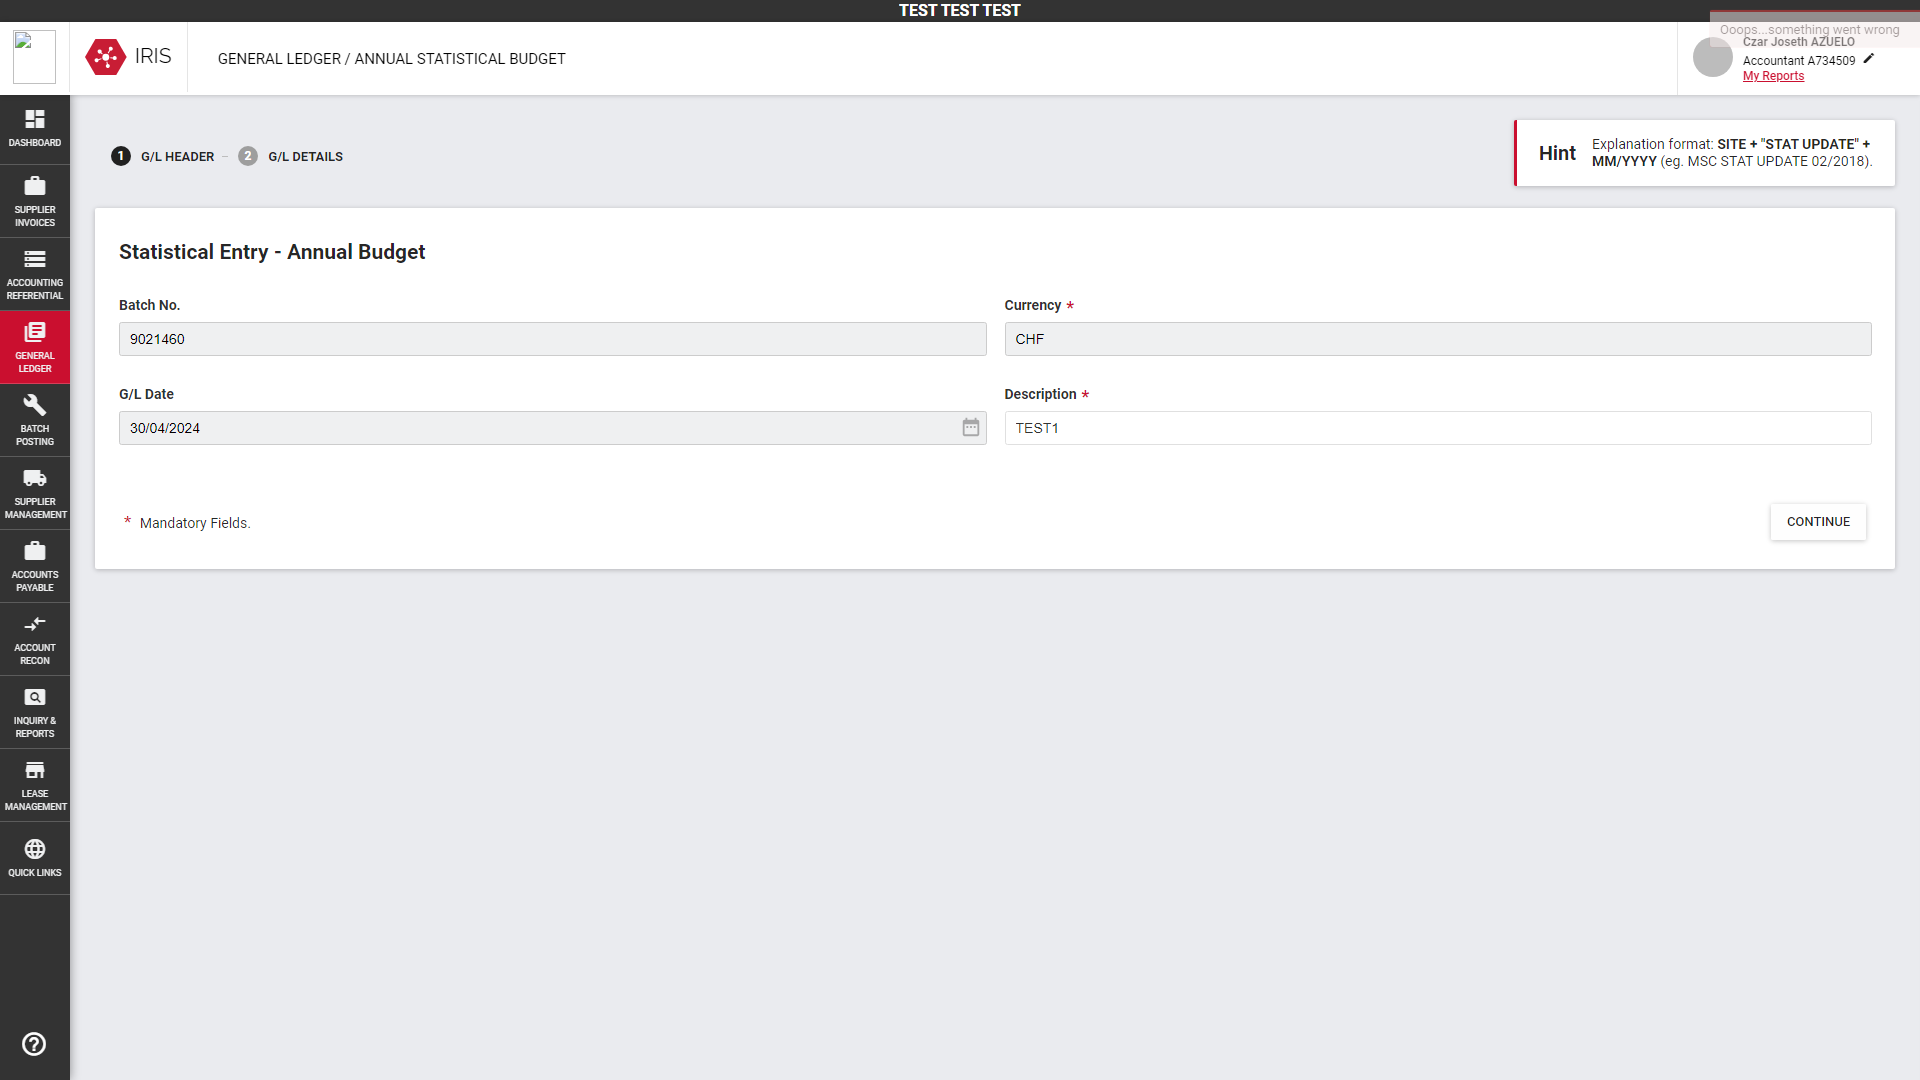 TEST TEST TEST
Ooops...something went wrong
IRIS
GENERAL LEDGER / ANNUAL STATISTICAL BUDGET
Czar Joseth AZUELO
Accountant A734509
My Reports
DASHBOARD
SUPPLIER
INVOICES
ACCOUNTING
REFERENTIAL
GENERAL
LEDGER
BATCH
POSTING
SUPPLIER
MANAGEMENT
ACCOUNTS
PAYABLE
ACCOUNT
RECON
INQUIRY &
REPORTS
LEASE
MANAGEMENT
QUICK LINKS
1 G/L HEADER – 2 G/L DETAILS
Hint
Explanation format: SITE + "STAT UPDATE" +
MM/YYYY (eg. MSC STAT UPDATE 02/2018).
Statistical Entry - Annual Budget
Batch No.
9021460
Currency *
CHF
G/L Date
30/04/2024
Description *
TEST1
* Mandatory Fields.
CONTINUE